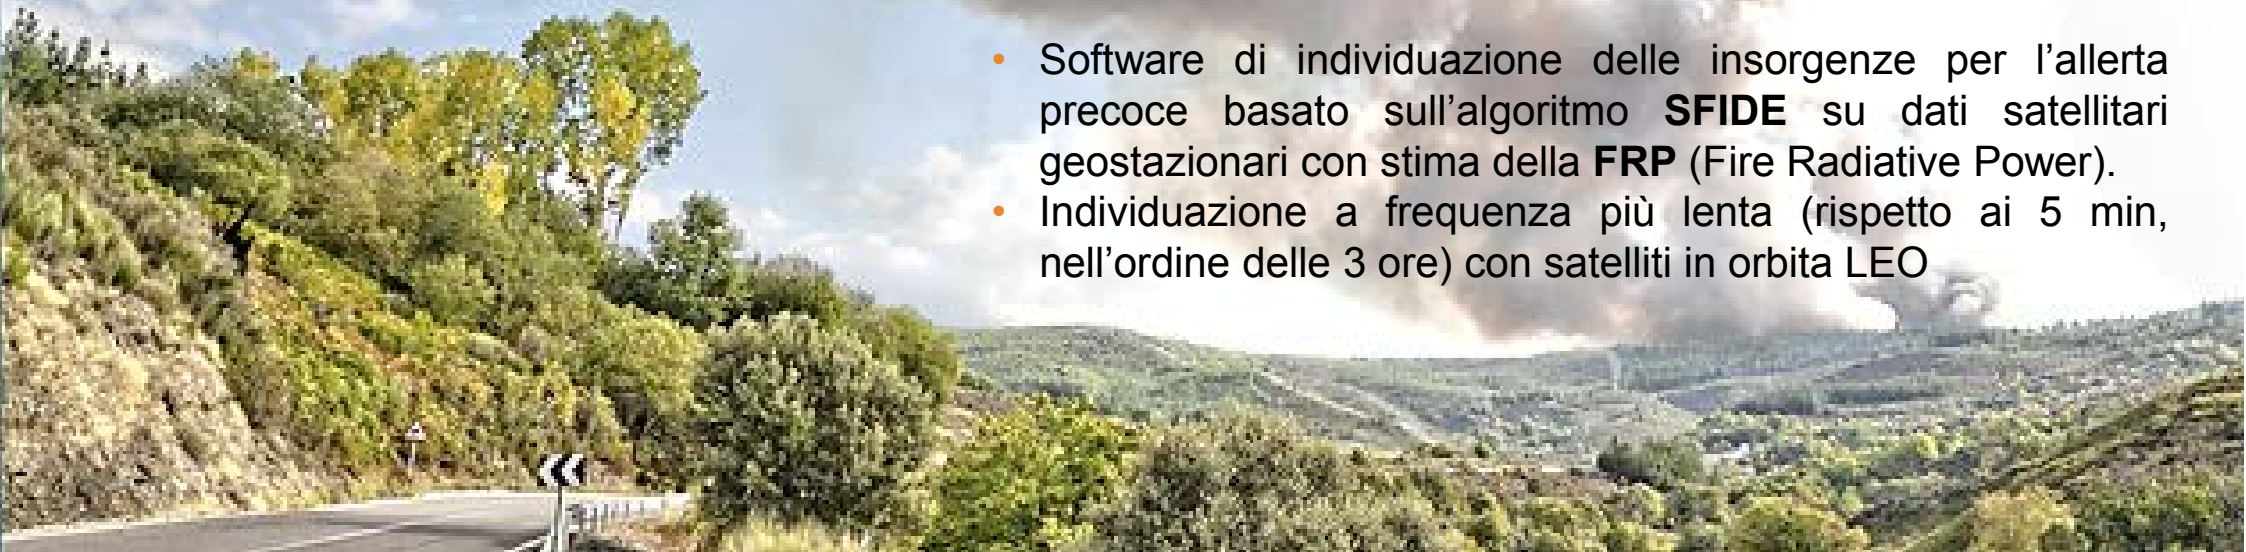 • Software di individuazione delle insorgenze per l’allerta
precoce basato sull’algoritmo SFIDE su dati satellitari
geostazionari con stima della FRP (Fire Radiative Power).
• Individuazione a frequenza più lenta (rispetto ai 5 min,
nell’ordine delle 3 ore) con satelliti in orbita LEO